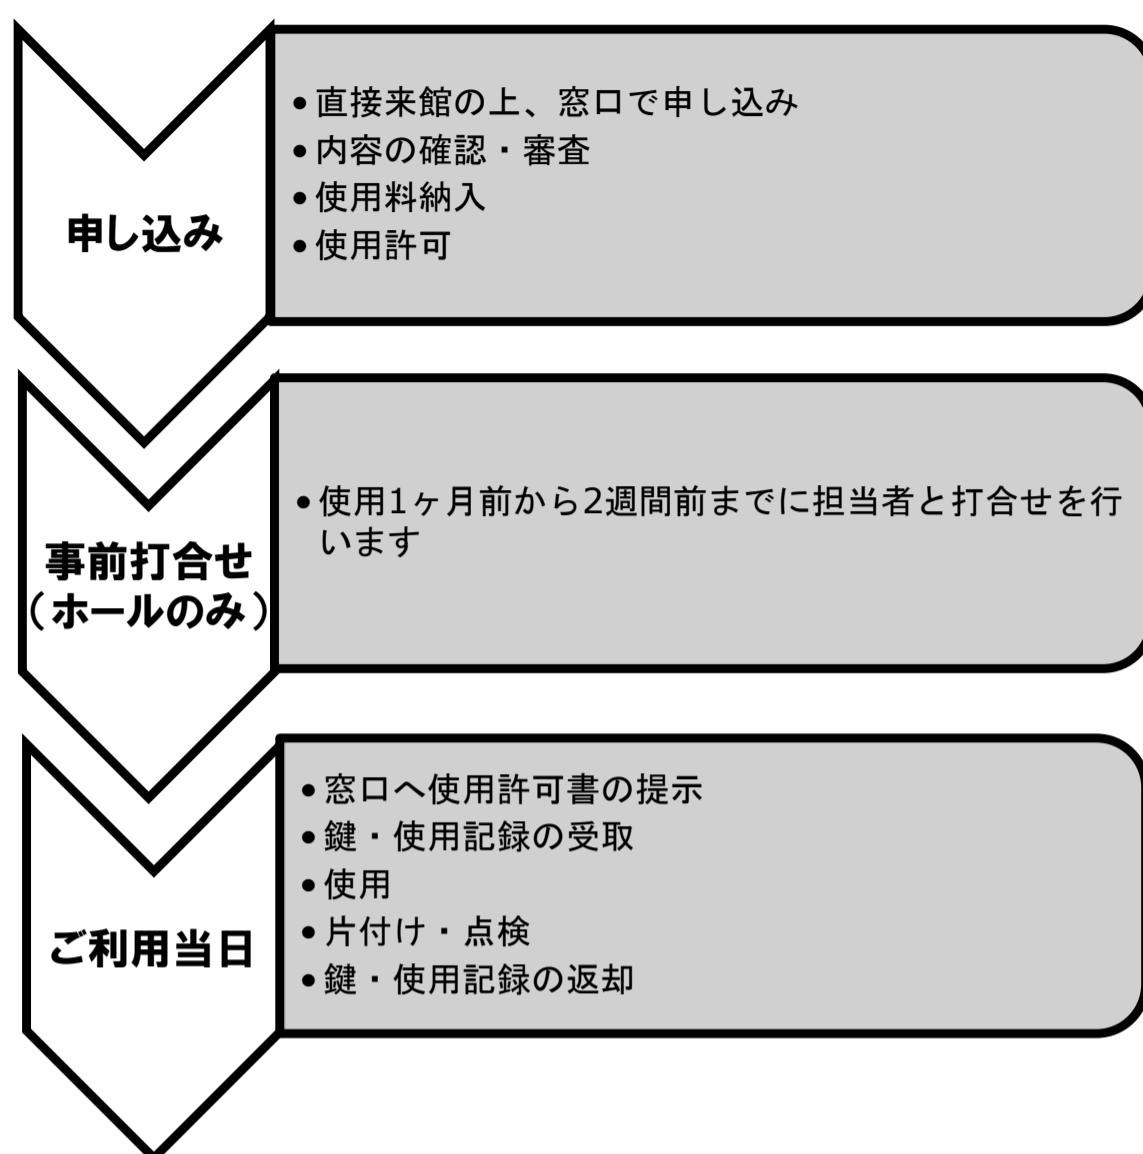 申し込み
• 直接来館の上、窓口で申し込み
• 内容の確認・審査
• 使用料納入
• 使用許可
事前打合せ
（ホールのみ）
• 使用1ヶ月前から2週間前までに担当者と打合せを行
います
ご利用当日
• 窓口へ使用許可書の提示
• 鍵・使用記録の受取
• 使用
• 片付け・点検
• 鍵・使用記録の返却